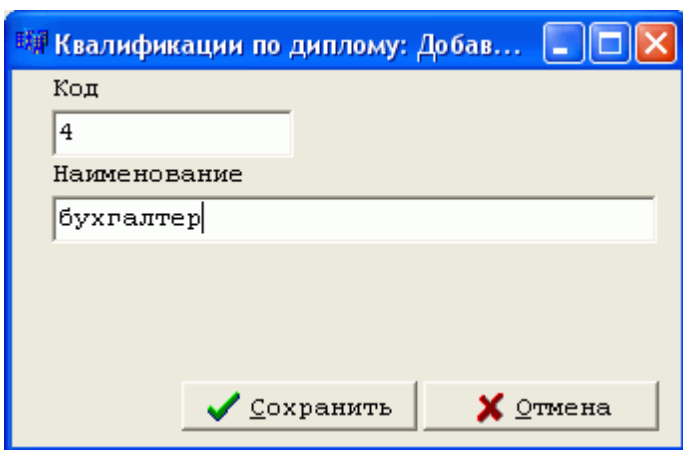 Квалификации по диплому: Добав...
Код
4
Наименование
бухгалтер
Сохранить
Отмена